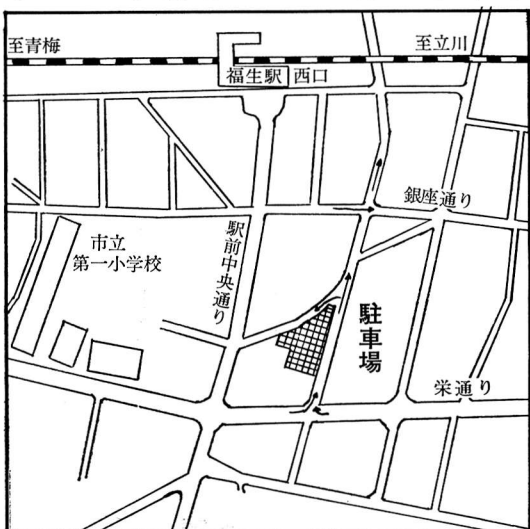 至青梅
至立川
福生駅 西口
銀座通り
市立
第一小学校
駅前中央通り
駐車場
栄通り